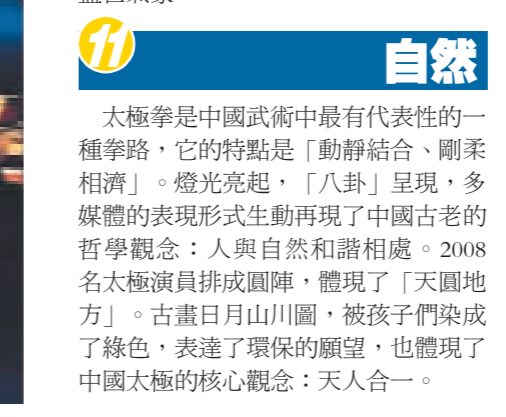 11
自然
太極拳是中國武術中最有代表性的一
種拳路，它的特點是「動靜結合、剛柔
相濟」。燈光亮起，「八卦」呈現，多
媒體的表現形式生動再現了中國古老的
哲學觀念：人與自然和諧相處。2008
名太極演員排成圓陣，體現了「天圓地
方」。古畫日月山川圖，被孩子們染成
了綠色，表達了環保的願望，也體現了
中國太極的核心觀念：天人合一。